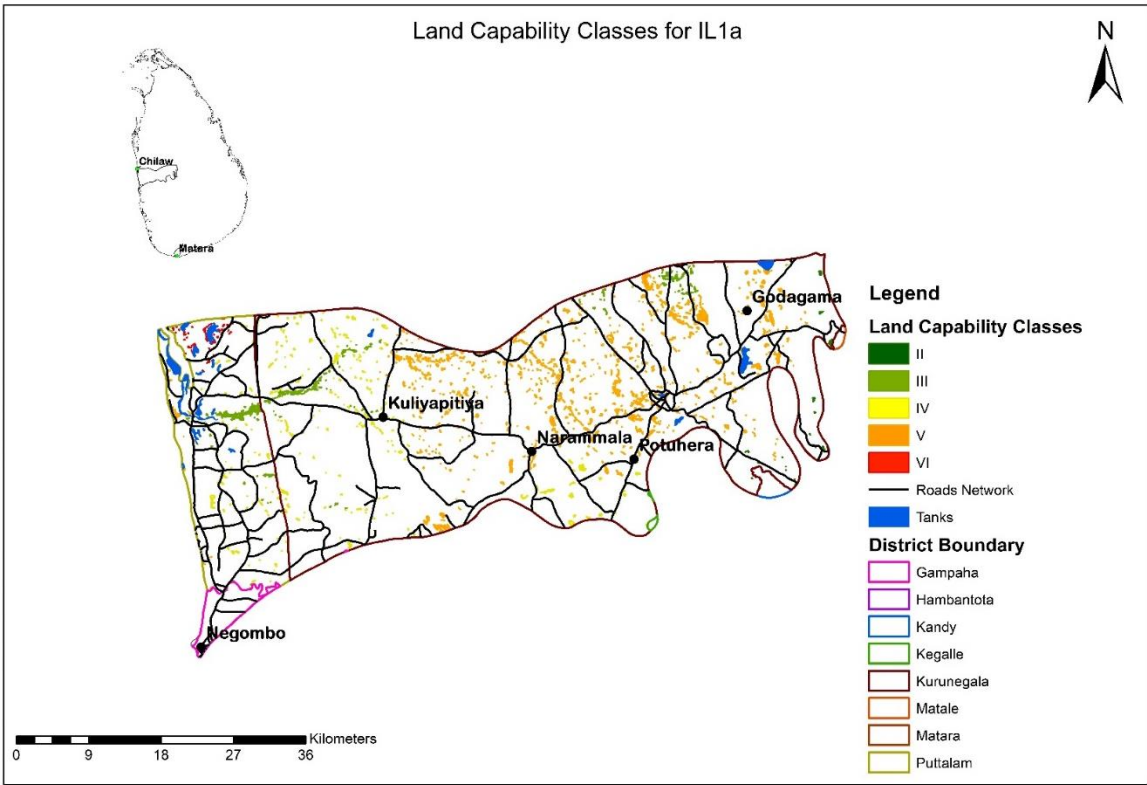 Land Capability Classes for IL1a
N
Chilaw
Matara
Godagama
Kuliyapitiya
Narammala
Potuhera
Negombo
Legend
Land Capability Classes
II
III
IV
V
VI
Roads Network
Tanks
District Boundary
Gampaha
Hambantota
Kandy
Kegalle
Kurunegala
Matale
Matara
Puttalam
Kilometers
0 9 18 27 36